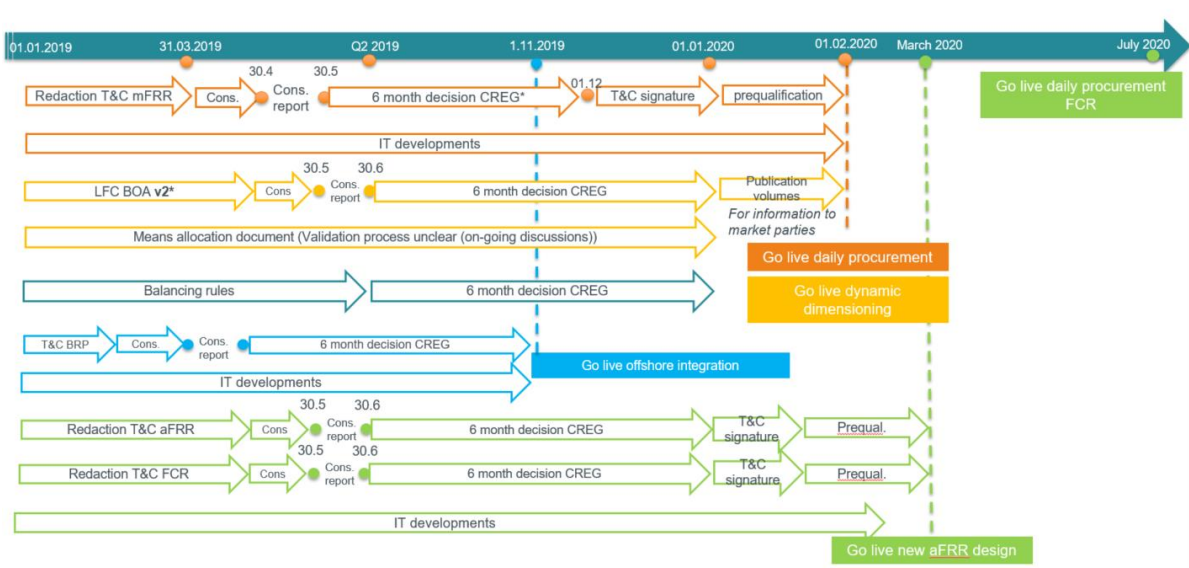 01.01.2019
31.03.2019
Q2 2019
1.11.2019
01.01.2020
01.02.2020
March 2020
July 2020
30.4
30.5
01.12
Redaction T&C mFRR
Cons.
Cons.
report
6 month decision CREG*
T&C signature
prequalification
Go live daily procurement
FCR
IT developments
30.5
30.6
LFC BOA v2*
Cons
Cons.
report
6 month decision CREG
Publication
volumes
For information to
market parties
Means allocation document (Validation process unclear (on-going discussions))
Go live daily procurement
Balancing rules
6 month decision CREG
Go live dynamic
dimensioning
T&C BRP
Cons.
Cons.
report
6 month decision CREG
Go live offshore integration
IT developments
30.5
30.6
Redaction T&C aFRR
Cons
Cons.
report
6 month decision CREG
T&C
signature
Prequal.
30.5
30.6
Redaction T&C FCR
Cons
Cons.
report
6 month decision CREG
T&C
signature
Prequal.
IT developments
Go live new aFRR design